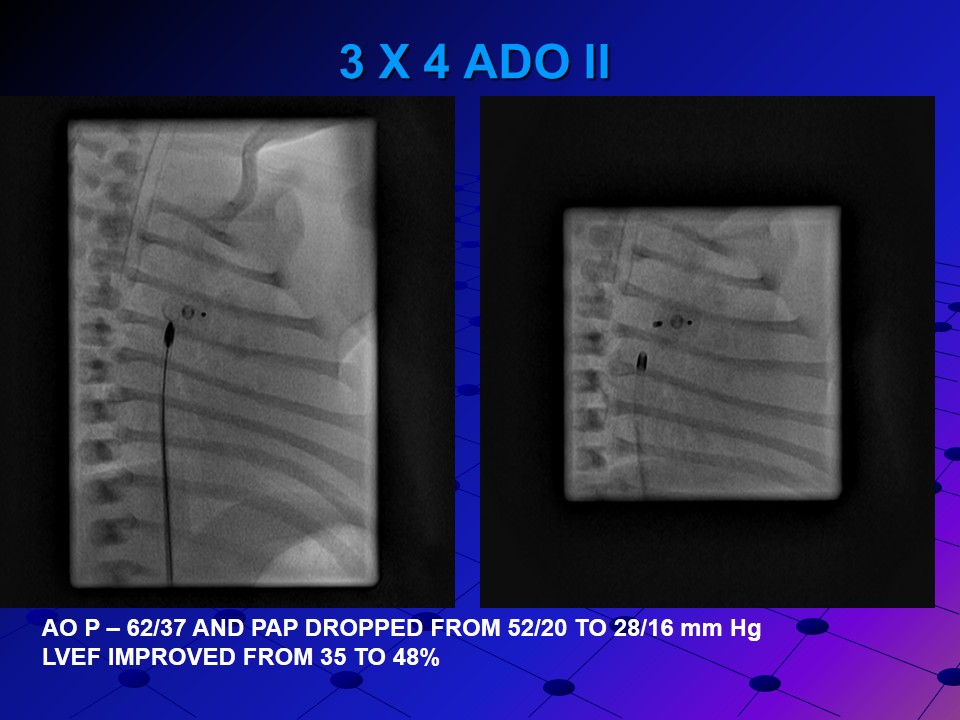 3 X 4 ADO II
AO P – 62/37 AND PAP DROPPED FROM 52/20 TO 28/16 mm Hg
LVEF IMPROVED FROM 35 TO 48%